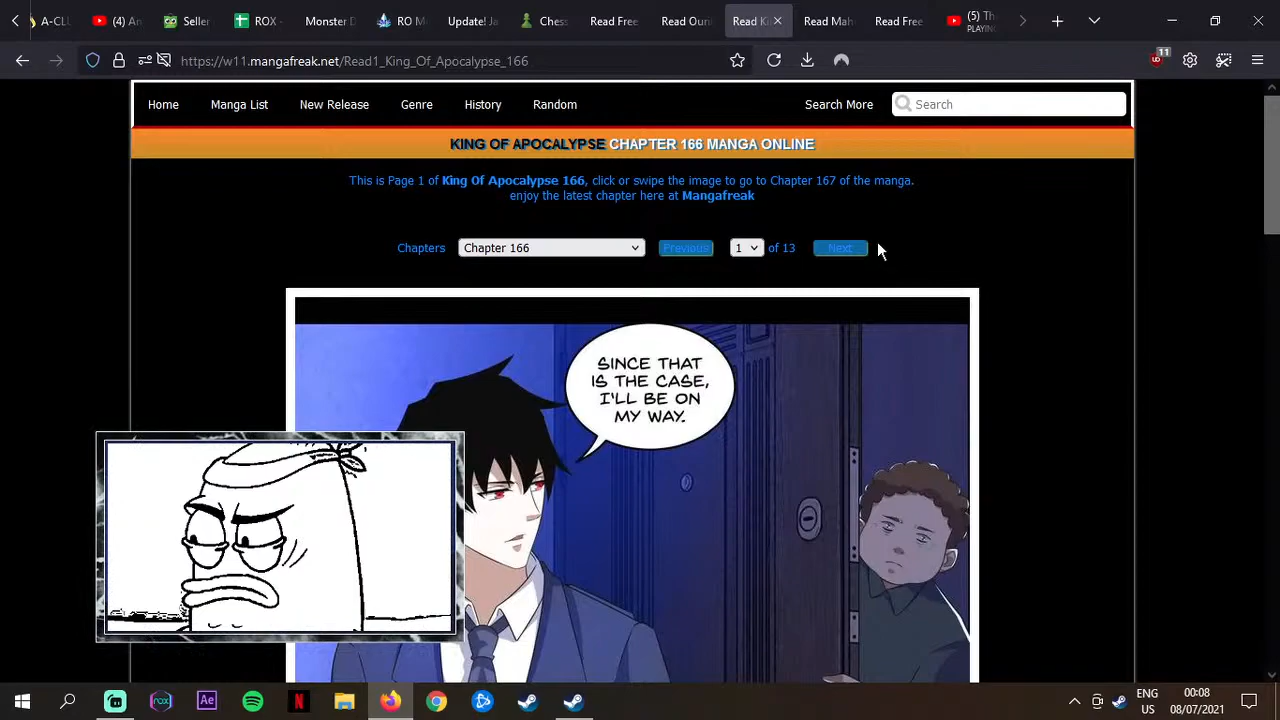 A-CLI
(4) An
Seller
ROX -
Monster D
RO M
Update! Ja
Chess
Read Free
Read Ount
Read Ki
Read Mah
Read Free
(5) Th
PLAYING
https://w11.mangafreak.net/Read1_King_Of_Apocalypse_166
11
Home
Manga List
New Release
Genre
History
Random
Search More
Search
KING OF APOCALYPSE CHAPTER 166 MANGA ONLINE
This is Page 1 of King Of Apocalypse 166, click or swipe the image to go to Chapter 167 of the manga.
enjoy the latest chapter here at Mangafreak
Chapters
Chapter 166
Previous
1
of 13
Next
SINCE THAT
IS THE CASE,
I'LL BE ON
MY WAY.
nox
Ae
N
ENG
US
00:08
08/07/2021